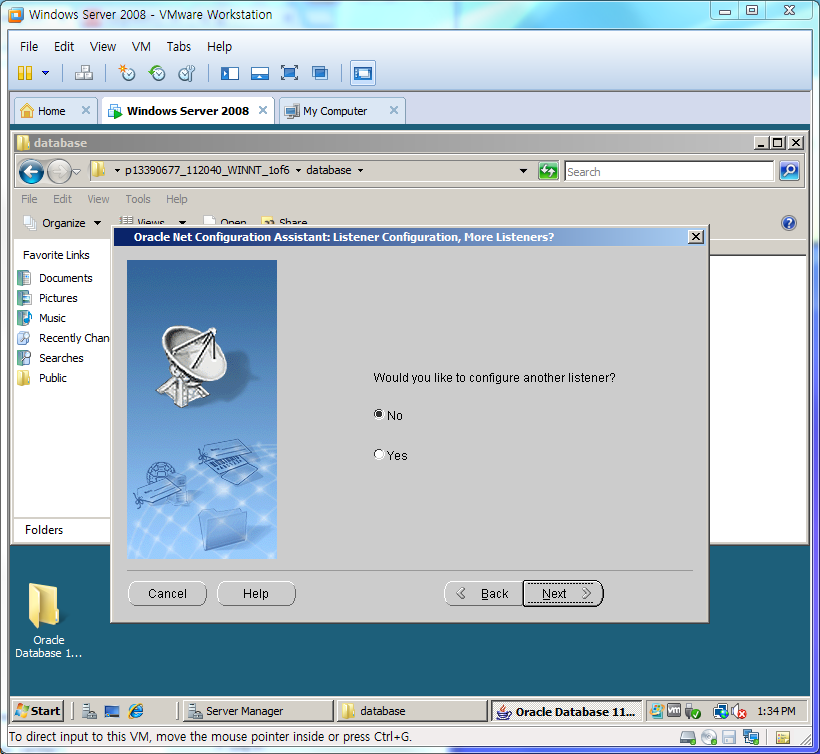 Windows Server 2008 - VMware Workstation
File Edit View VM Tabs Help
Home Windows Server 2008 My Computer
database
p13390677_112040_WINNT_1of6 database Search
File Edit View Tools Help
Organize Views Open Share
Oracle Net Configuration Assistant: Listener Configuration, More Listeners?
Favorite Links
Documents
Pictures
Music
Recently Chan
Searches
Public
Would you like to configure another listener?
No
Yes
Folders
Cancel Help Back Next
Oracle
Database 1...
Start Server Manager database Oracle Database 11... 1:34 PM
To direct input to this VM, move the mouse pointer inside or press Ctrl+G.